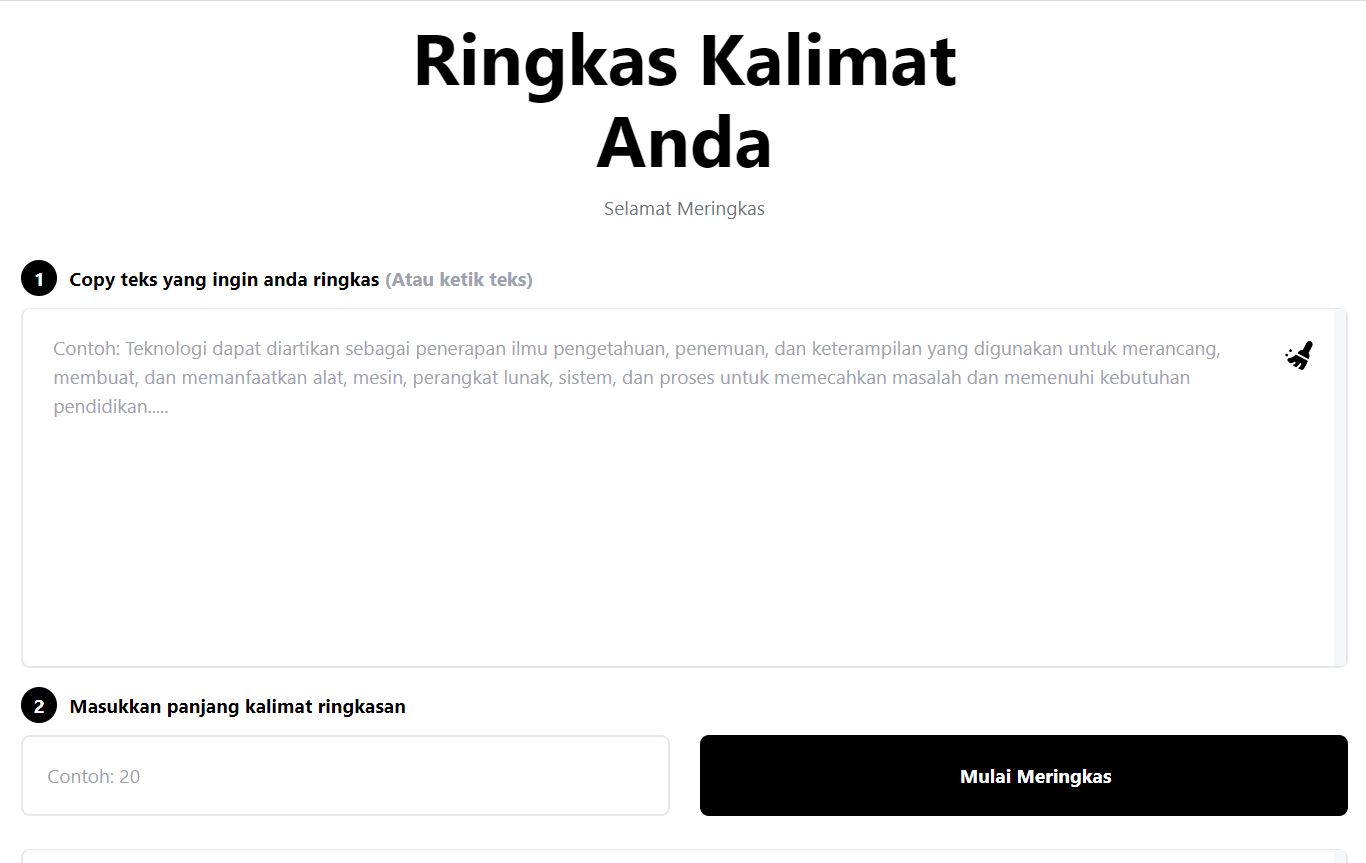 Ringkas Kalimat
Anda
Selamat Meringkas
1 Copy teks yang ingin anda ringkas (Atau ketik teks)
Contoh: Teknologi dapat diartikan sebagai penerapan ilmu pengetahuan, penemuan, dan keterampilan yang digunakan untuk merancang,
membuat, dan memanfaatkan alat, mesin, perangkat lunak, sistem, dan proses untuk memecahkan masalah dan memenuhi kebutuhan
pendidikan.....
2 Masukkan panjang kalimat ringkasan
Contoh: 20
Mulai Meringkas